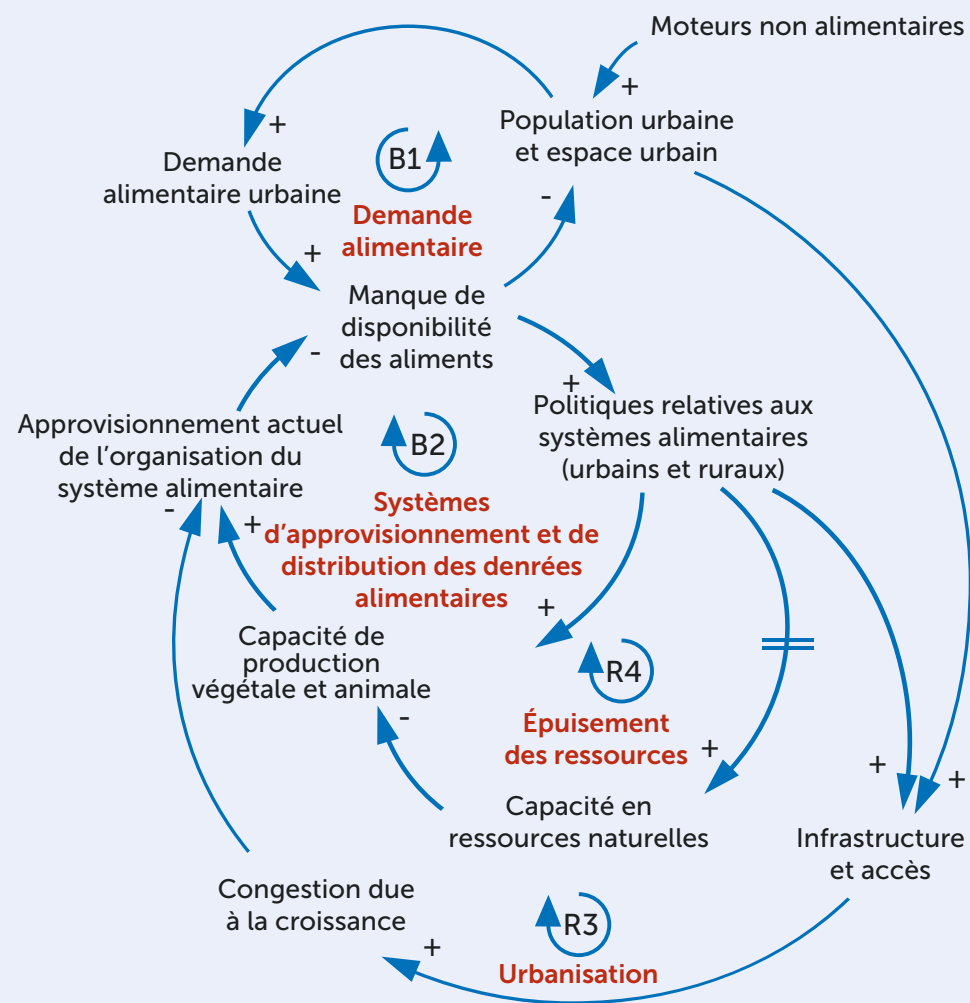 Moteurs non alimentaires
+
Population urbaine
et espace urbain
+
Demande
alimentaire urbaine
B1
Demande
alimentaire
-
+
Manque de
disponibilité
des aliments
-
+
Approvisionnement actuel
de l'organisation du
système alimentaire
B2
Politiques relatives aux
systèmes alimentaires
(urbains et ruraux)
-
+
Systèmes
d'approvisionnement et de
distribution des denrées
alimentaires
+
Capacité de
production
végétale et animale
R4
-
Épuisement
des ressources
+
+
+
Capacité en
ressources naturelles
Infrastructure
et accès
Congestion due
à la croissance
R3
+
Urbanisation